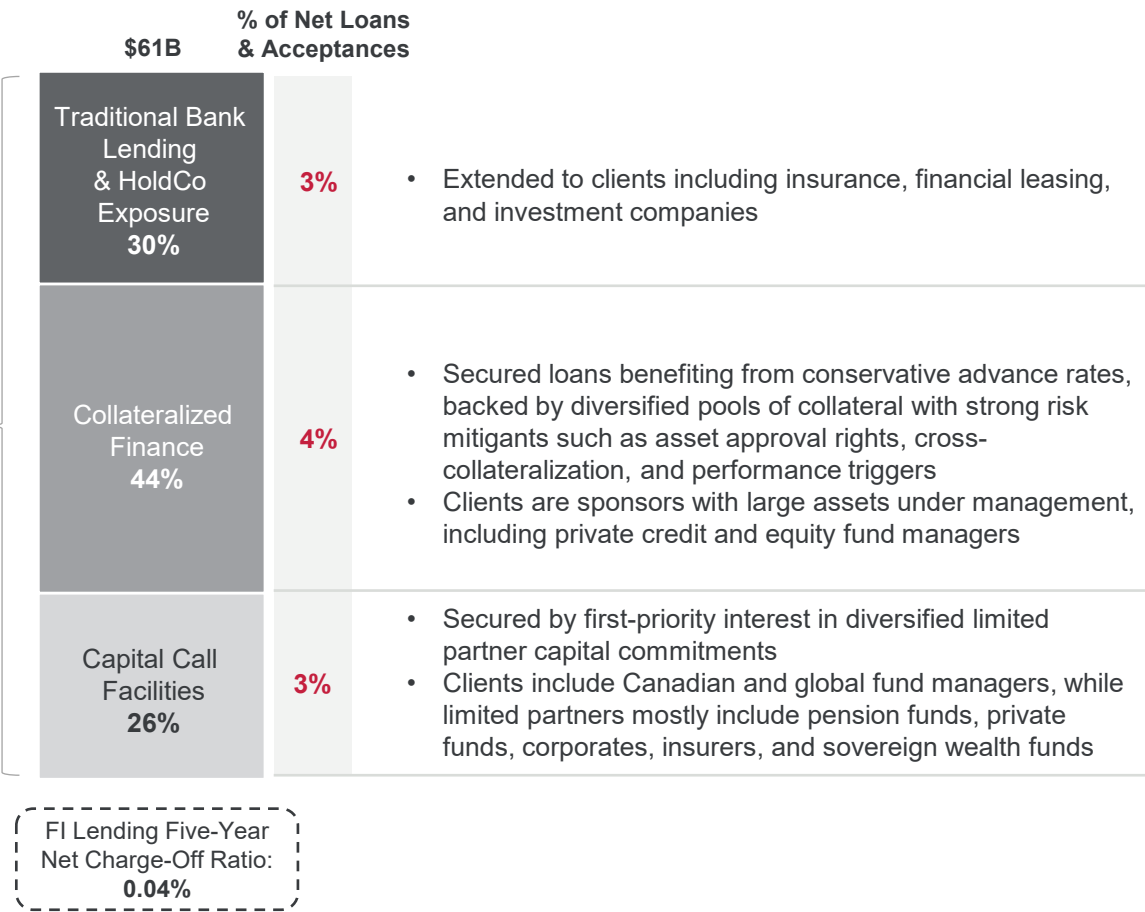 $61B
% of Net Loans
& Acceptances
Traditional Bank
Lending
& HoldCo
Exposure
30%
3%
• Extended to clients including insurance, financial leasing,
and investment companies
Collateralized
Finance
44%
4%
• Secured loans benefiting from conservative advance rates,
backed by diversified pools of collateral with strong risk
mitigants such as asset approval rights, cross-
collateralization, and performance triggers
• Clients are sponsors with large assets under management,
including private credit and equity fund managers
Capital Call
Facilities
26%
3%
• Secured by first-priority interest in diversified limited
partner capital commitments
• Clients include Canadian and global fund managers, while
limited partners mostly include pension funds, private
funds, corporates, insurers, and sovereign wealth funds
FI Lending Five-Year
Net Charge-Off Ratio:
0.04%